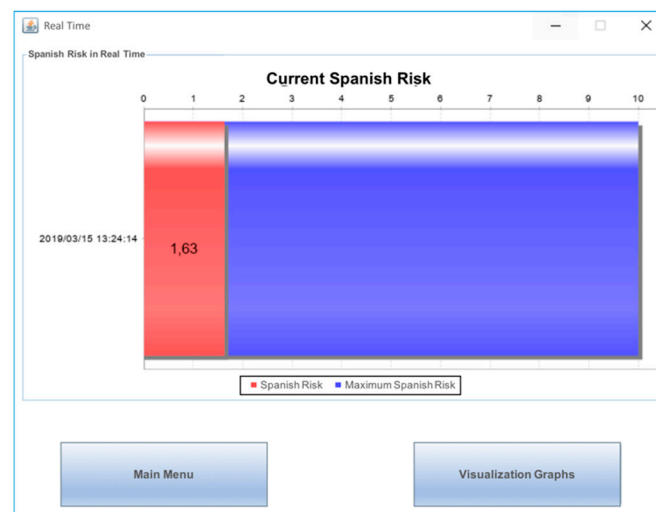 Real Time
Spanish Risk in Real Time
Current Spanish Risk
0 1 2 3 4 5 6 7 8 9 10
2019/03/15 13:24:14
1,63
Spanish Risk Maximum Spanish Risk
Main Menu Visualization Graphs